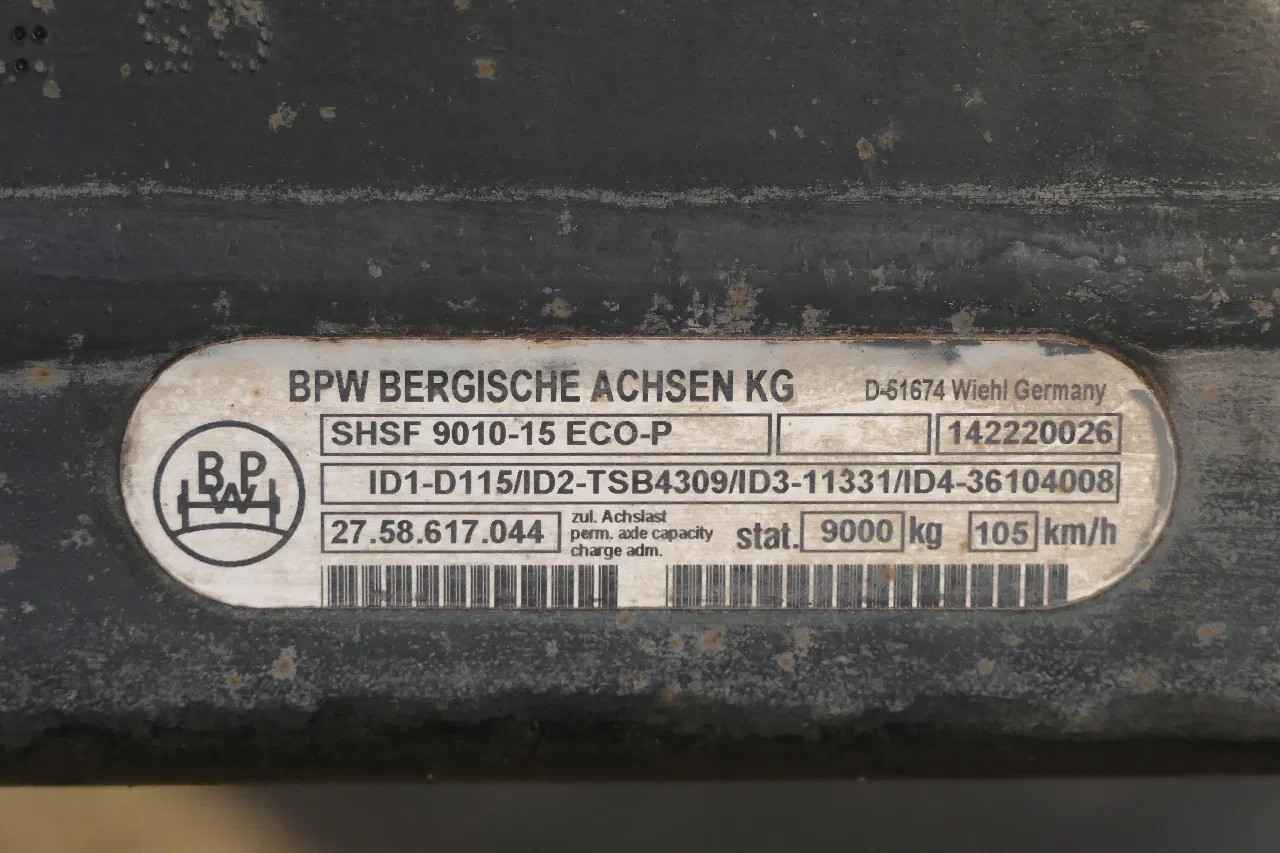 BPW BERGISCHE ACHSEN KG D-51674 Wiehl Germany
SHSF 9010-15 ECO-P 142220026
BPW
ID1-D115/ID2-TSB4309/ID3-11331/ID4-36104008
27.58.617.044 zul. Achslast
perm. axle capacity
charge adm.
stat. 9000 kg 105 km/h